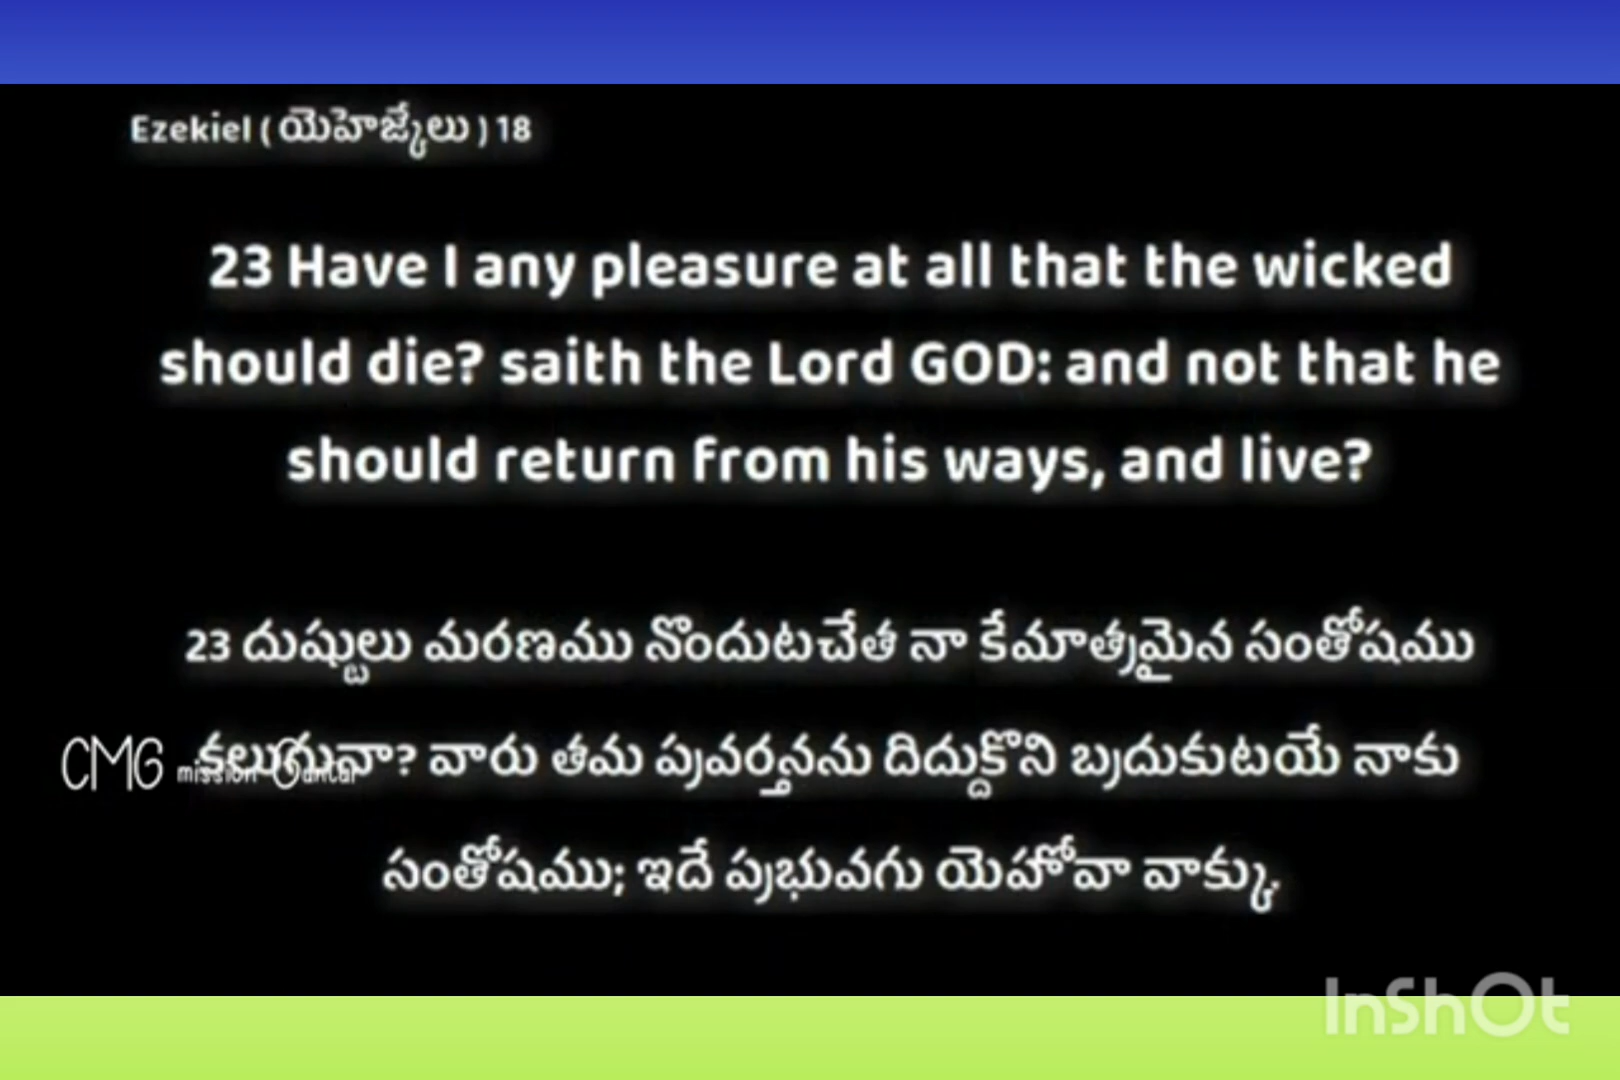 Ezekiel ( యెహెజ్కేలు ) 18
23 Have I any pleasure at all that the wicked
should die? saith the Lord GOD: and not that he
should return from his ways, and live?
23 దుష్టులు మరణము నొందుటచేత నా కేమాత్రమైన సంతోషము
కలుగునా? వారు తమ ప్రవర్తనను దిద్దుకొని బ్రదుకుటయే నాకు
CMG mission Guntur
సంతోషము; ఇదే ప్రభువగు యెహోవా వాక్కు.
InShOt